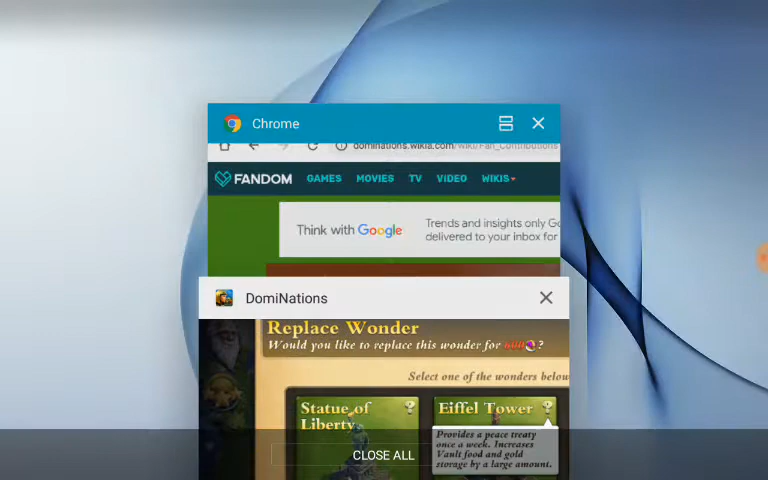 Chrome
dominations.wikia.com/wiki/Fan_Contributions
FANDOM GAMES MOVIES TV VIDEO WIKIS
Think with Google
Trends and insights only Go
delivered to your inbox for
DomiNations
Replace Wonder
Would you like to replace this wonder for 600?
Select one of the wonders below
Statue of
Liberty
Eiffel Tower
Provides a peace treaty
once a week. Increases
Vault food and gold
storage by a large amount.
CLOSE ALL